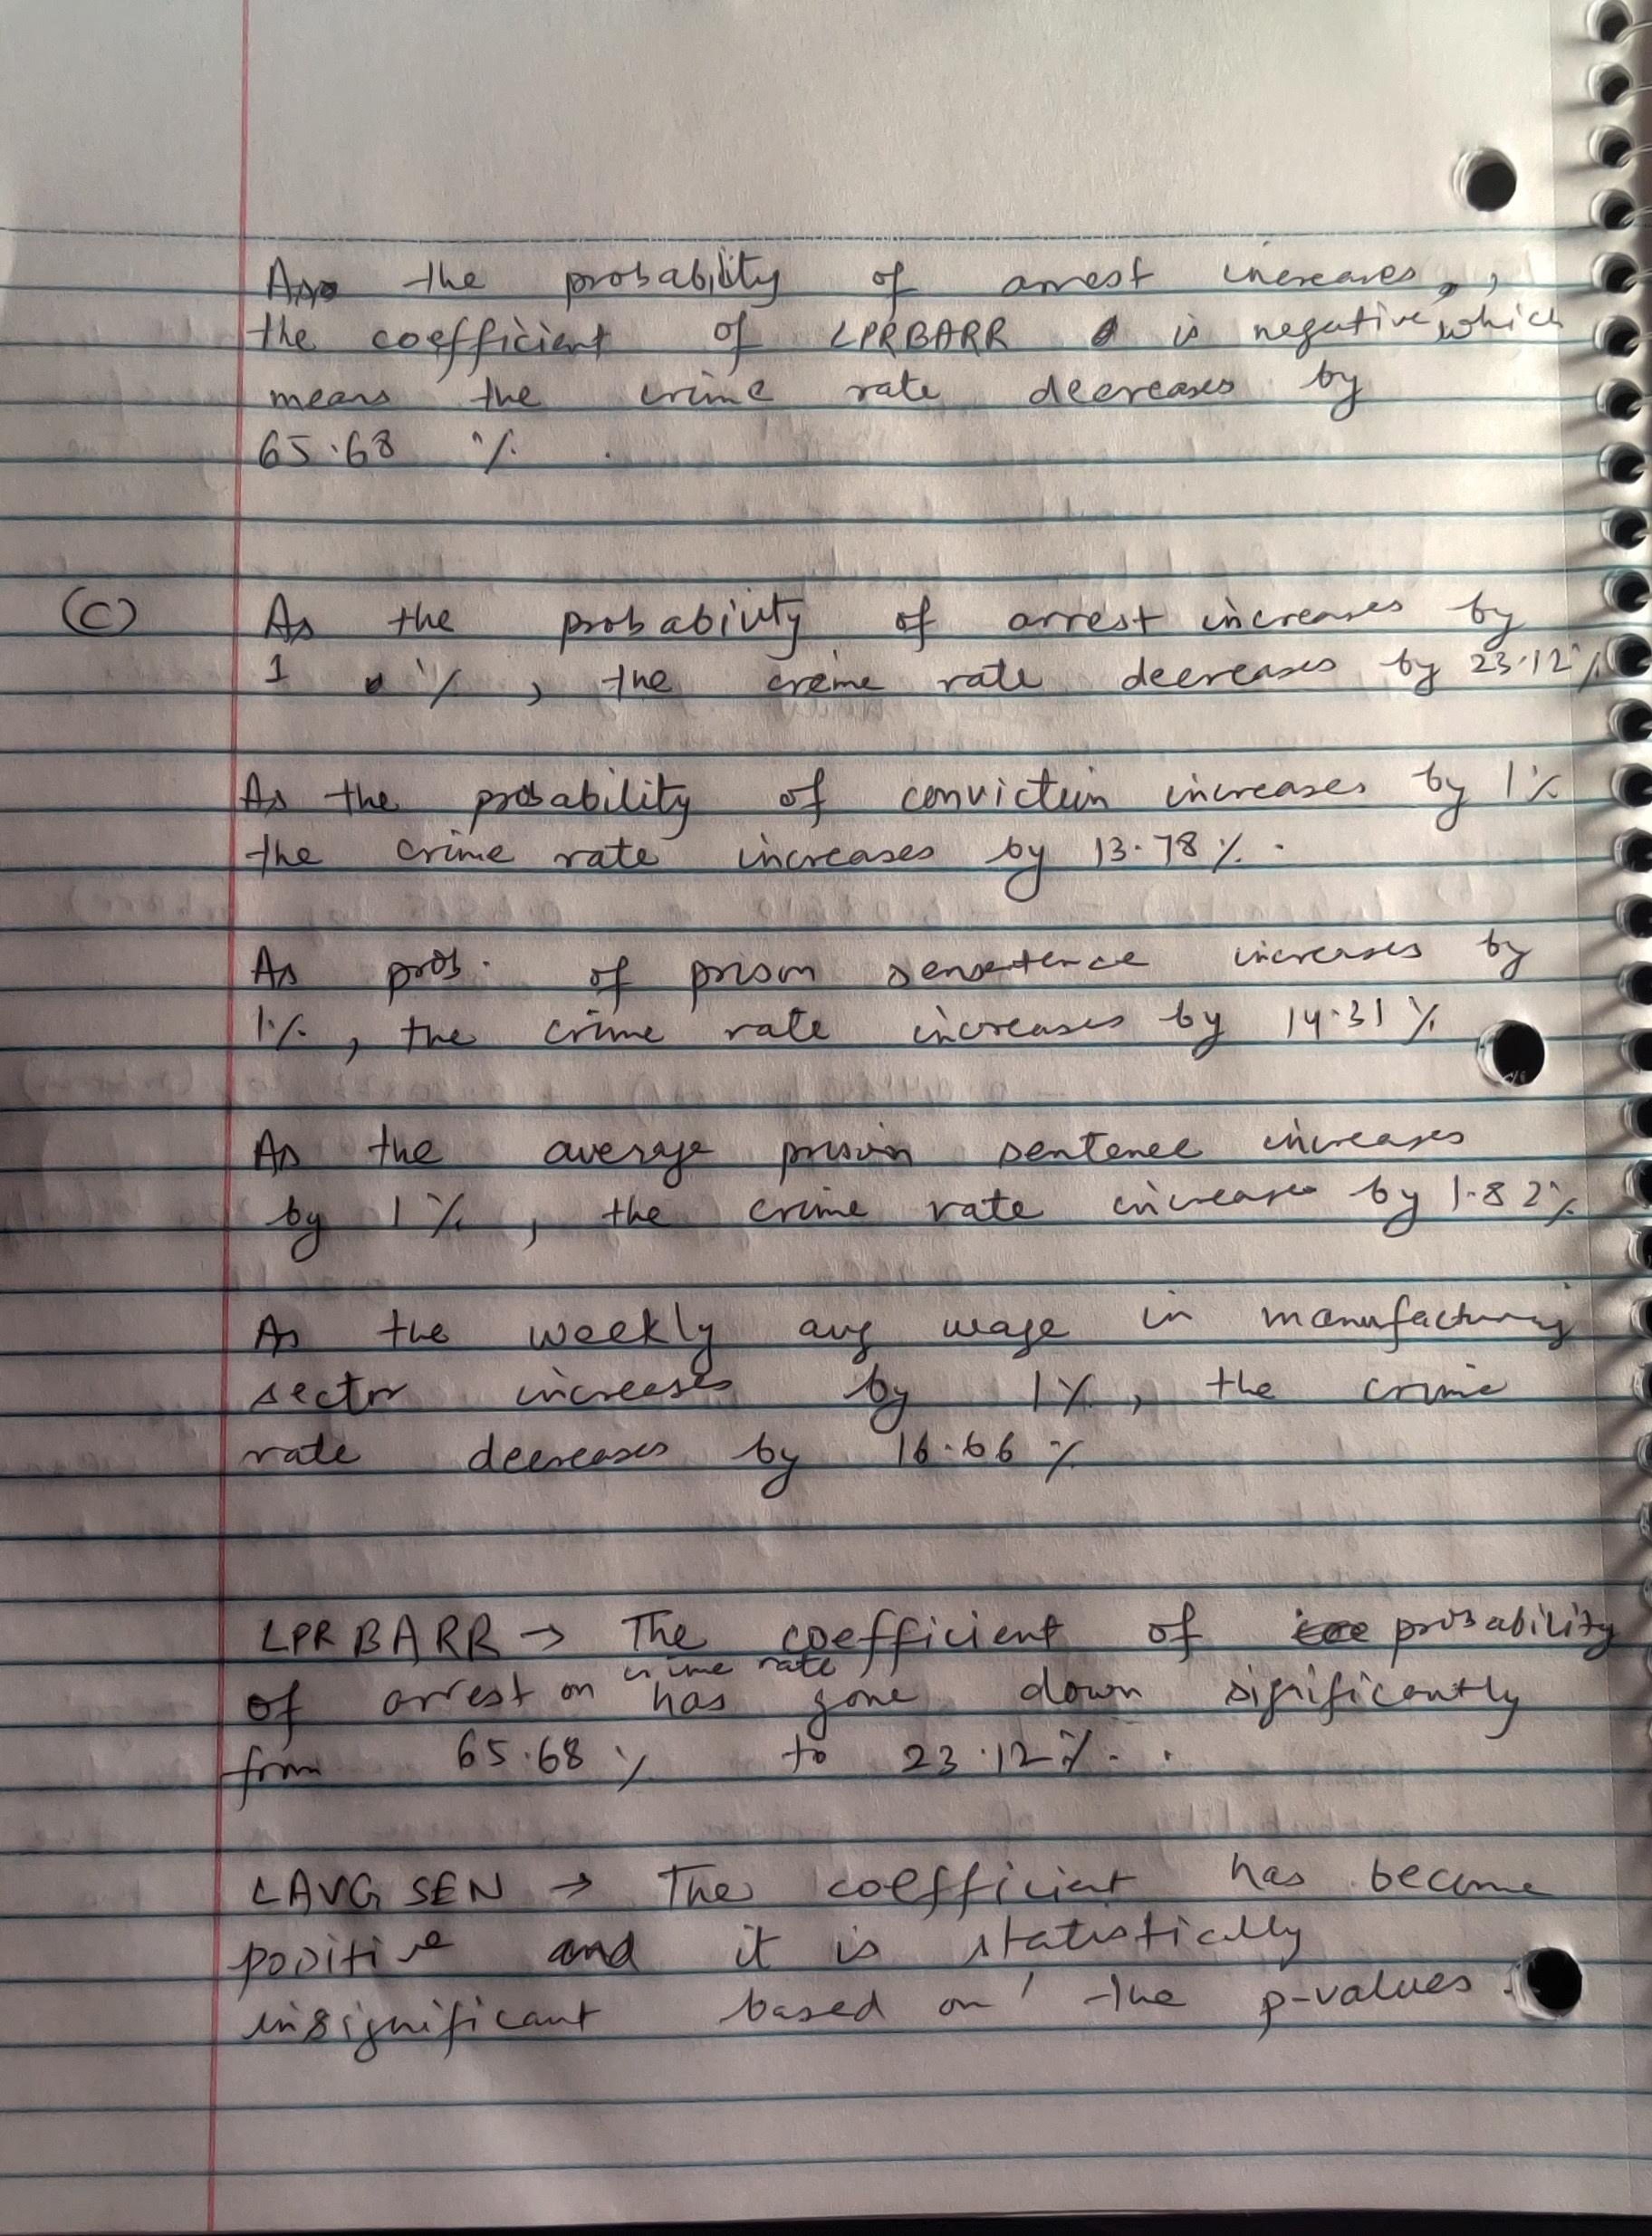 As the probability of arrest increases,
the coefficient of LPRBARR is negative, which
means the crime rate decreases by
65.68 %.
(C) As the probability of arrest increases by
1 %, the crime rate decreases by 23.12 %
As the probability of conviction increases by 1%
the crime rate increases by 13.78 %.
As prob. of prison sensetence increases by
1%, the crime rate increases by 14.31 %
As the average prison sentence increases
by 1 %, the crime rate increase by 1.82 %
As the weekly avg wage in manufacturing
sector increases by 1%, the crime
rate decreases by 16.66 %
LPRBARR → The coefficient of probability
of arrest on crime rate has gone down significantly
from 65.68 % to 23.12 %.
LAVGSEN → The coefficient has become
positive and it is statistically
insignificant based on the p-values.